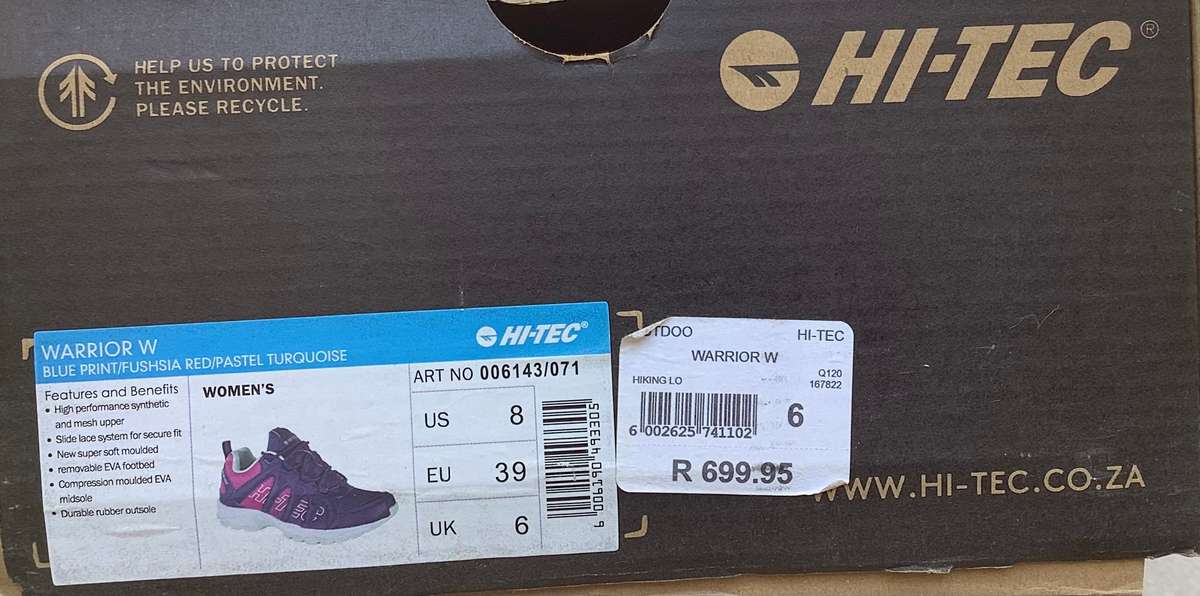 HELP US TO PROTECT
THE ENVIRONMENT.
PLEASE RECYCLE.
HI-TEC®
WARRIOR W
BLUE PRINT/FUSHSIA RED/PASTEL TURQUOISE
HI-TEC®
Features and Benefits
• High performance synthetic
and mesh upper
• Slide lace system for secure fit
• New super soft moulded
• removable EVA footbed
• Compression moulded EVA
midsole
• Durable rubber outsole
WOMEN'S
ART NO 006143/071
US 8
EU 39
UK 6
TDOO HI-TEC
WARRIOR W
HIKING LO
Q120
167822
6 002625 741102
6
R 699.95
WWW.HI-TEC.CO.ZA